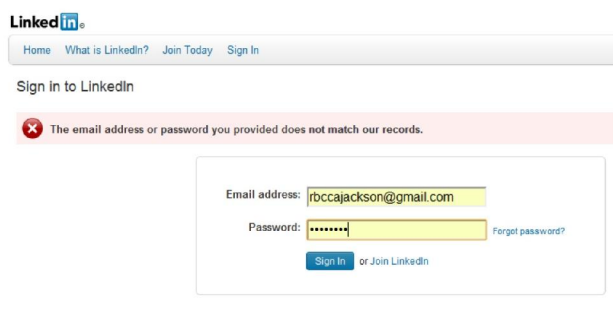 Linked in ®
Home What is LinkedIn? Join Today Sign In
Sign in to LinkedIn
The email address or password you provided does not match our records.
Email address: rbccajackson@gmail.com
Password: •••••••• Forgot password?
Sign In or Join LinkedIn